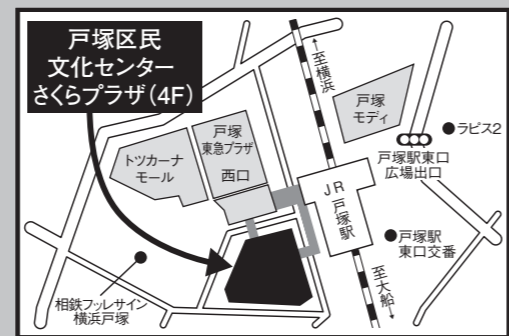 戸塚区民
文化センター
さくらプラザ(4F)
←至横浜
戸塚
モディ
ラピス2
戸塚駅東口
広場出口
戸塚
東急プラザ
西口
トツカーナ
モール
JR
戸塚駅
戸塚駅
東口交番
相鉄フレッサイン
横浜戸塚
至大船→